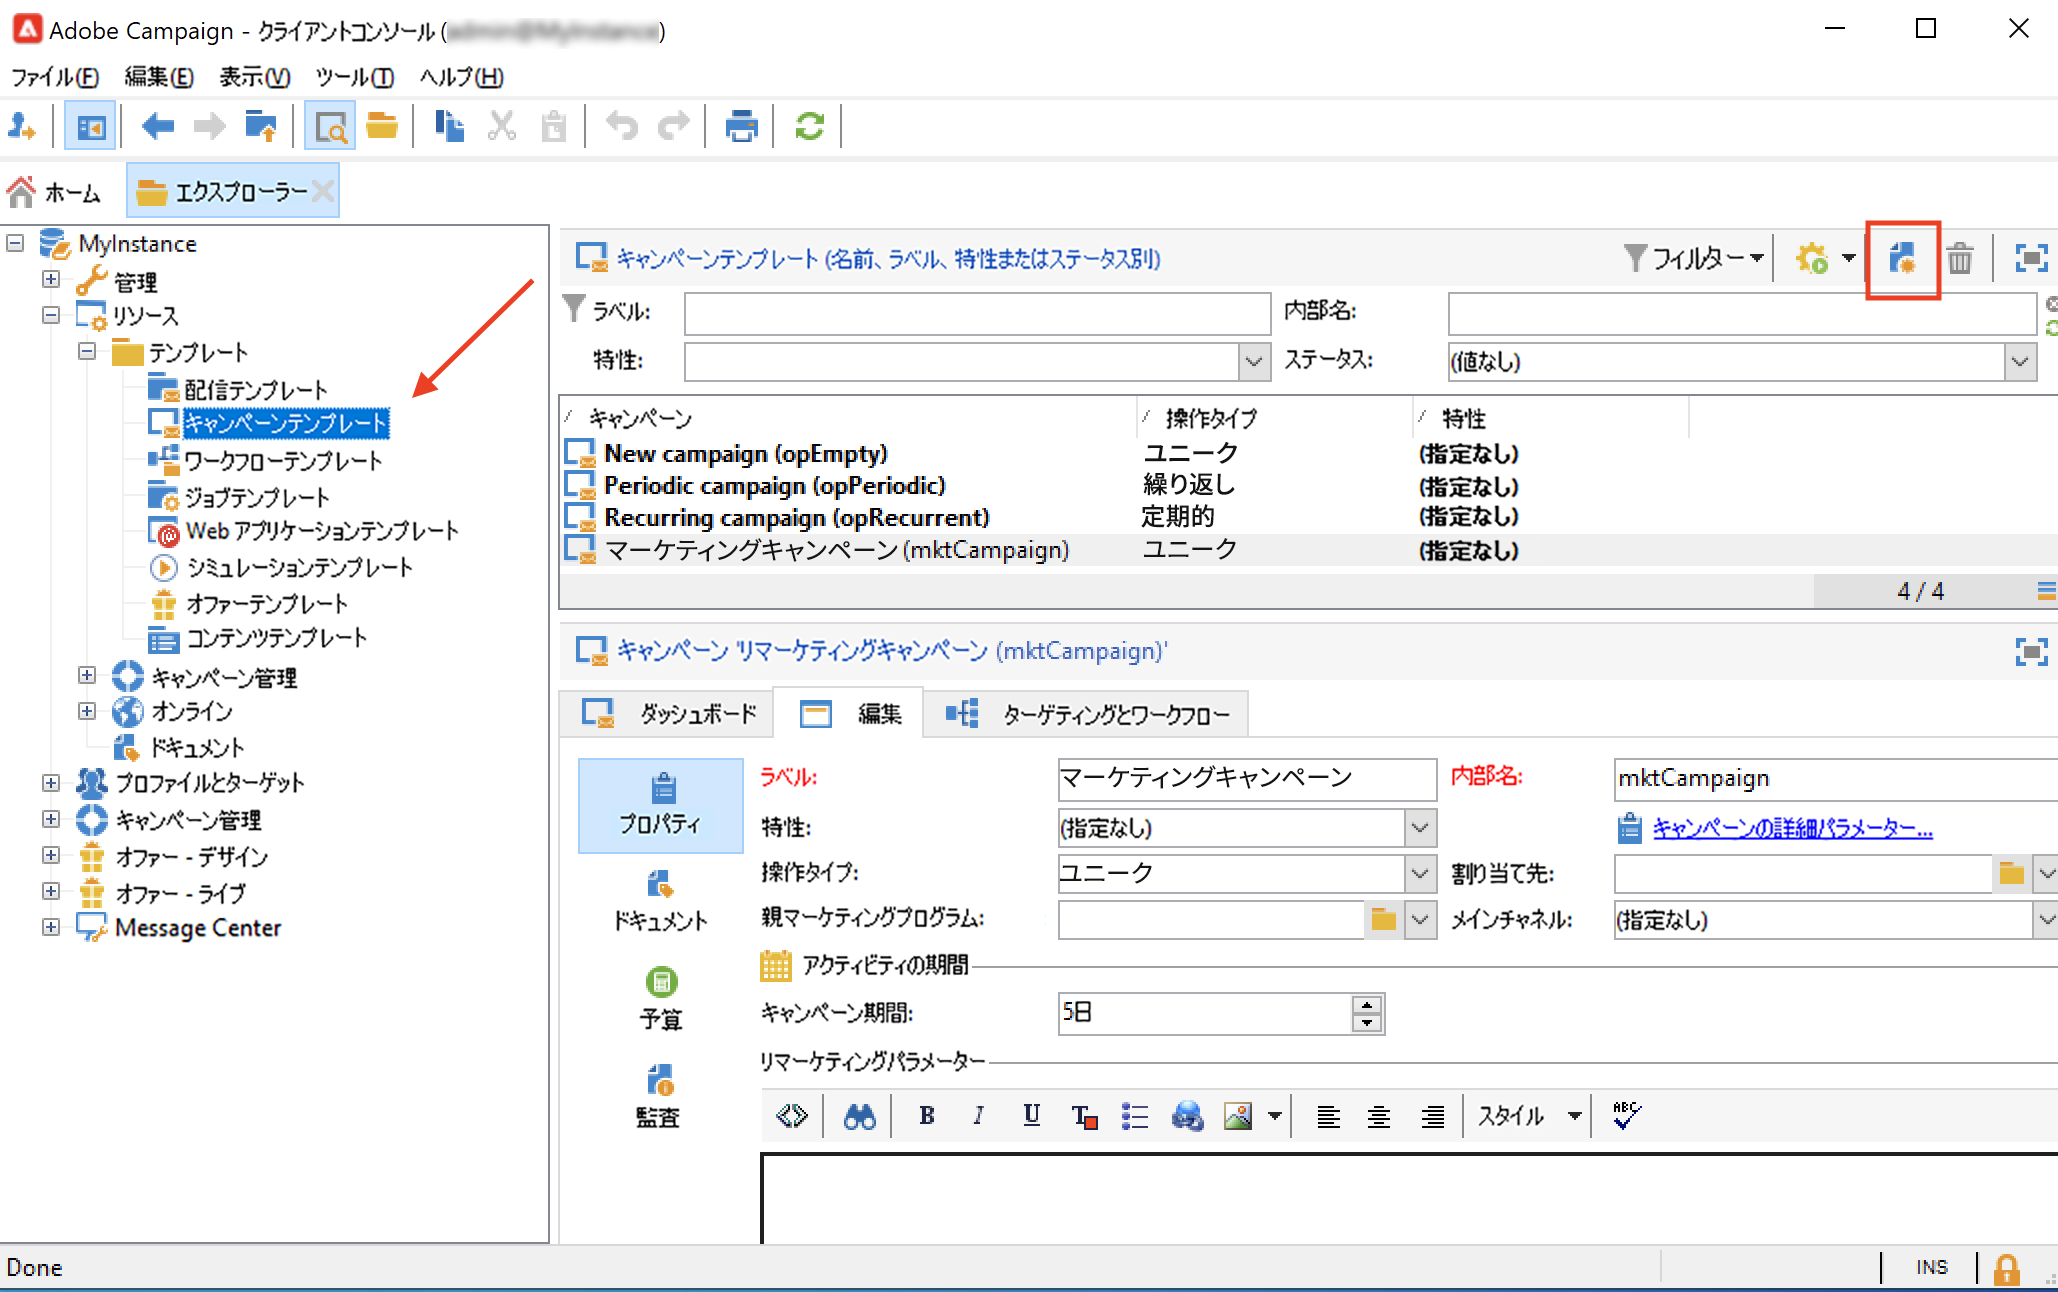 Adobe Campaign - クライアントコンソール ( )
ファイル(F) 編集(E) 表示(V) ツール(T) ヘルプ(H)
ホーム エクスプローラー
MyInstance
管理
リソース
テンプレート
配信テンプレート
キャンペーンテンプレート
ワークフローテンプレート
ジョブテンプレート
Web アプリケーションテンプレート
シミュレーションテンプレート
オファーテンプレート
コンテンツテンプレート
キャンペーン管理
オンライン
ドキュメント
プロファイルとターゲット
キャンペーン管理
オファー - デザイン
オファー - ライブ
Message Center
キャンペーンテンプレート (名前、ラベル、特性またはステータス別)
フィルター
ラベル: 内部名:
特性: ステータス: (値なし)
キャンペーン 操作タイプ 特性
New campaign (opEmpty) ユニーク (指定なし)
Periodic campaign (opPeriodic) 繰り返し (指定なし)
Recurring campaign (opRecurrent) 定期的 (指定なし)
マーケティングキャンペーン (mktCampaign) ユニーク (指定なし)
4 / 4
キャンペーン 'リマーケティングキャンペーン (mktCampaign)'
ダッシュボード 編集 ターゲティングとワークフロー
プロパティ
ドキュメント
予算
監査
ラベル: マーケティングキャンペーン 内部名: mktCampaign
特性: (指定なし) キャンペーンの詳細パラメーター...
操作タイプ: ユニーク 割り当て先:
親マーケティングプログラム: メインチャネル: (指定なし)
アクティビティの期間
キャンペーン期間: 5日
リマーケティングパラメーター
B I U T スタイル ABC
Done INS